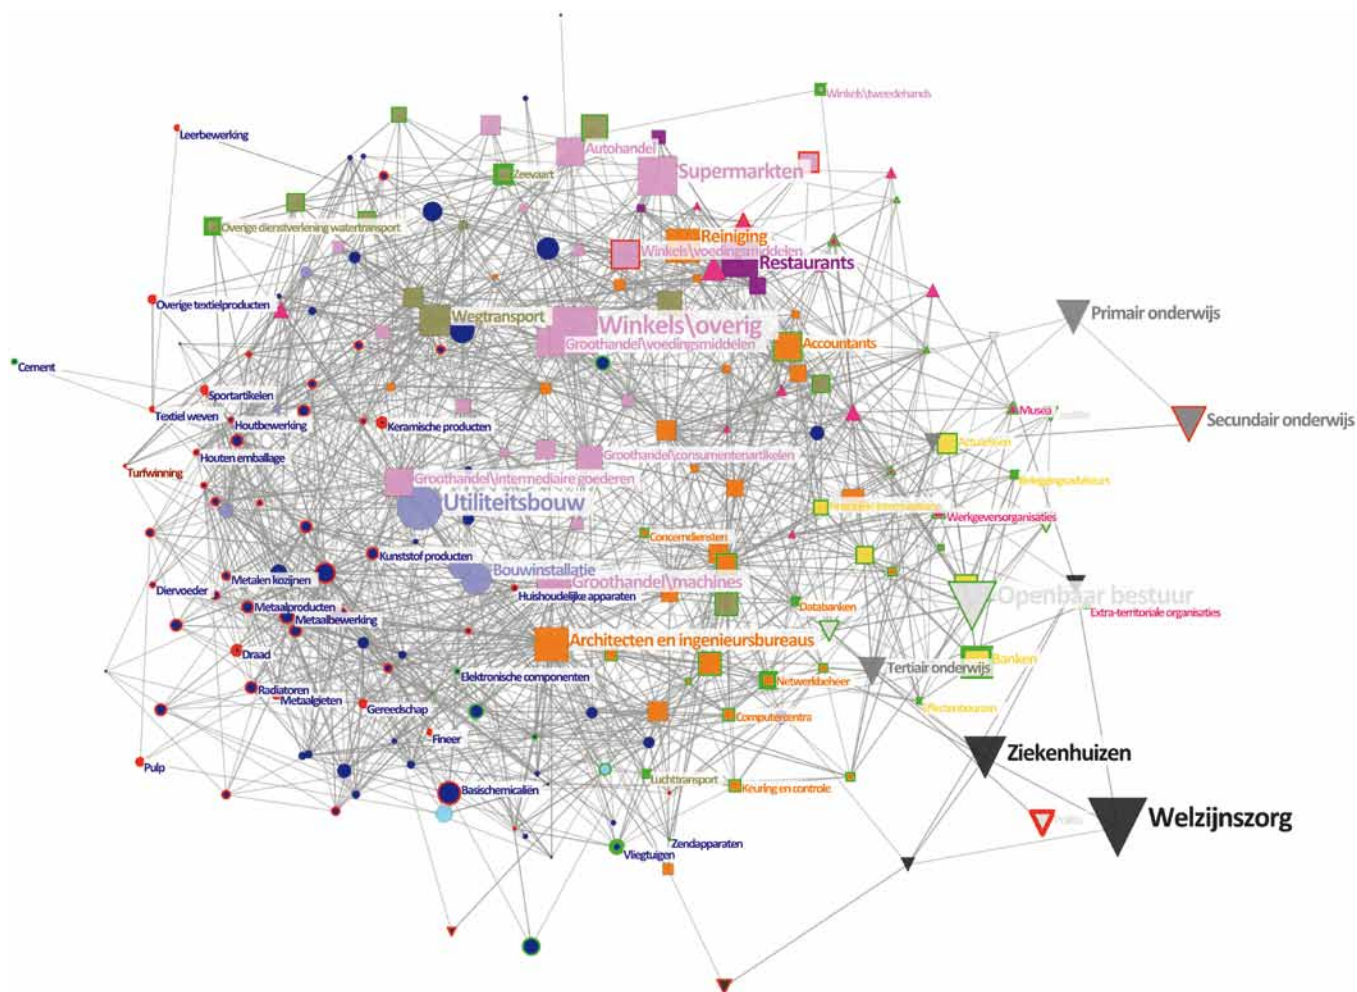 Winkels\tweedehands
Leerbewerking
Autohandel
Supermarkten
Zeevaart
Overige dienstverlening watertransport
Reiniging
Winkels\voedingsmiddelen
Restaurants
Overige textielproducten
Wegtransport
Winkels\overig
Primair onderwijs
Groothandel\voedingsmiddelen
Accountants
Cement
Sportartikelen
Textiel weven
Houtbewerking
Keramische producten
Musea
Secundair onderwijs
Actuariëen
Houten emballage
Groothandel\consumentenartikelen
Turfwinning
Groothandel\intermediaire goederen
Beleggingsadviseurs
Utiliteitsbouw
Werkgeversorganisaties
Concerndiensten
Kunststof producten
Bouwinstallatie
Metalen kozijnen
Groothandel\machines
Diervoeder
Huishoudelijke apparaten
Openbaar bestuur
Metaalproducten
Databanken
Extra-territoriale organisaties
Metaalbewerking
Architecten en ingenieursbureaus
Draad
Banken
Tertiair onderwijs
Elektronische componenten
Netwerkbeheer
Radiatoren
Metaalgieten
Gereedschap
Effectenbeurzen
Computercentra
Fineer
Ziekenhuizen
Pulp
Luchttransport
Keuring en controle
Basischemicaliën
Welzijnszorg
Zendapparaten
Vliegtuigen